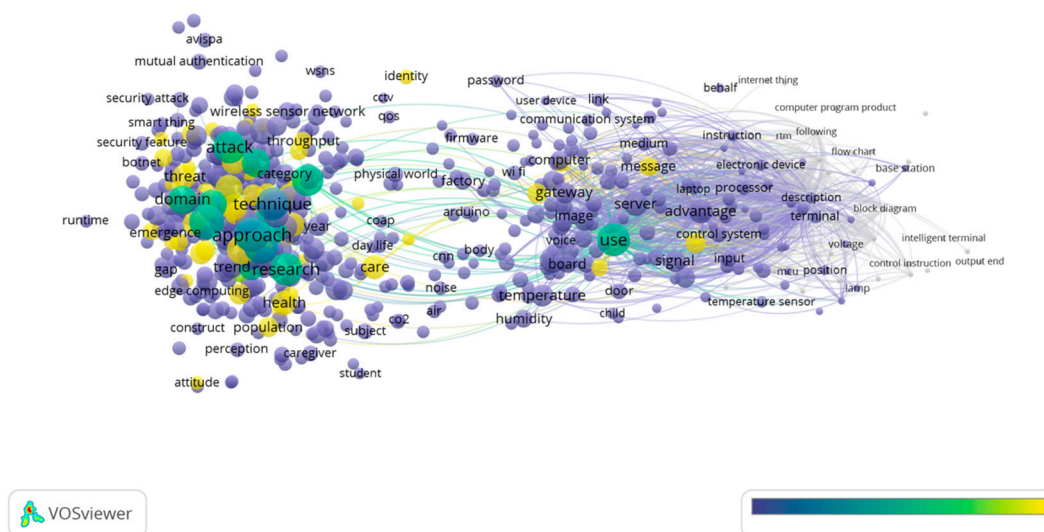 avispa
mutual authentication
wsns
identity
password
behalf
internet thing
security attack
cctv
user device
link
computer program product
smart thing
wireless sensor network
qos
communication system
security feature
attack
throughput
firmware
medium
instruction
rtm
following
botnet
computer
flow chart
threat
category
physical world
wi fi
message
electronic device
base station
factory
gateway
laptop
processor
domain
technique
description
runtime
year
coap
arduino
image
server
advantage
terminal
block diagram
emergence
approach
day life
voice
use
control system
voltage
intelligent terminal
gap
trend
research
care
cnn
body
board
signal
input
mcu
position
control instruction
output end
edge computing
noise
lamp
health
temperature
door
temperature sensor
construct
population
subject
co2
air
humidity
child
perception
caregiver
student
attitude
VOSviewer